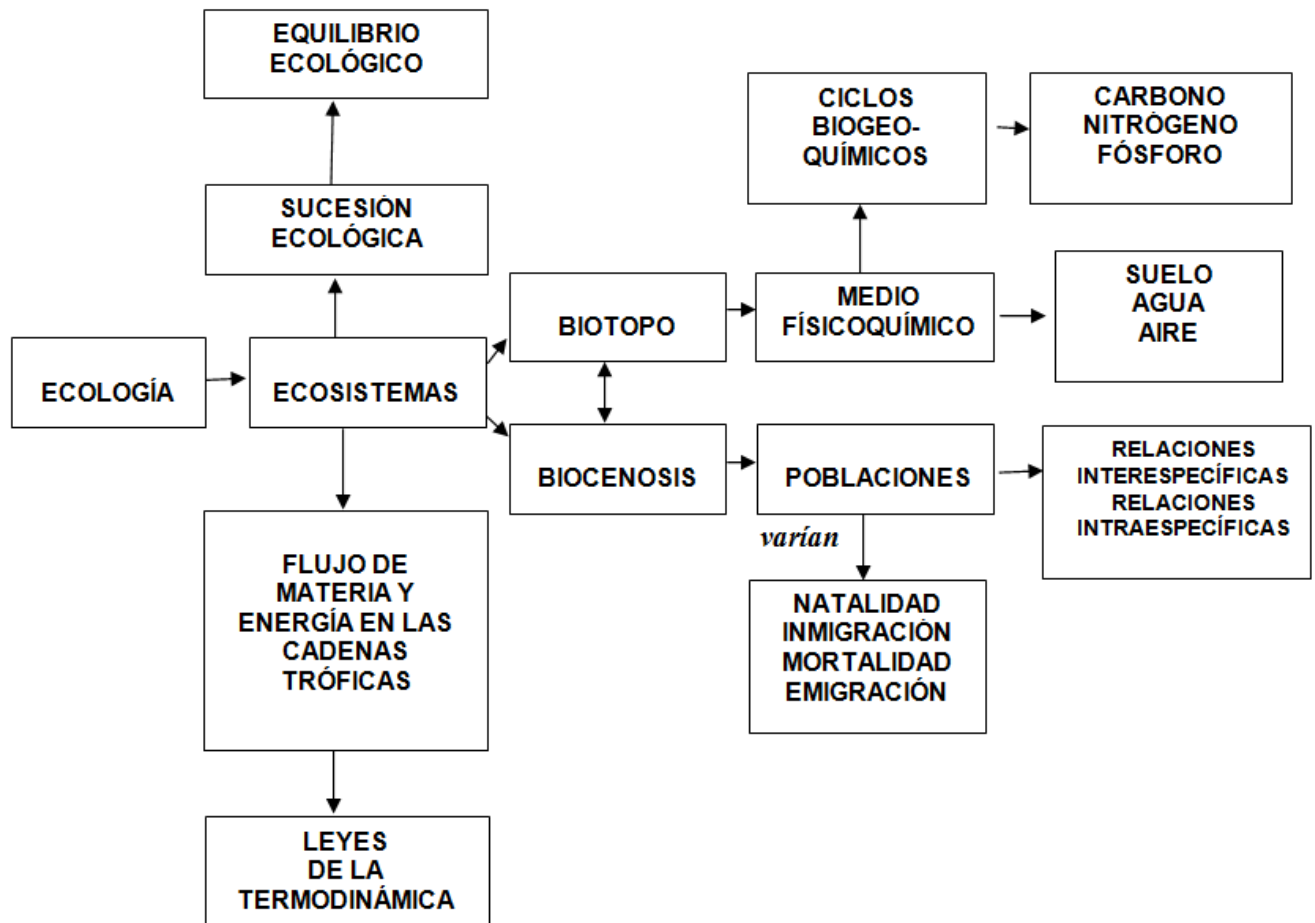 EQUILIBRIO
ECOLÓGICO
CICLOS
BIOGEO-
QUÍMICOS
CARBONO
NITRÓGENO
FÓSFORO
SUCESIÓN
ECOLÓGICA
BIOTOPO
MEDIO
FÍSICOQUÍMICO
SUELO
AGUA
AIRE
ECOLOGÍA
ECOSISTEMAS
BIOCENOSIS
POBLACIONES
RELACIONES
INTERESPECÍFICAS
RELACIONES
INTRAESPECÍFICAS
varían
FLUJO DE
MATERIA Y
ENERGÍA EN LAS
CADENAS
TRÓFICAS
NATALIDAD
INMIGRACIÓN
MORTALIDAD
EMIGRACIÓN
LEYES
DE LA
TERMODINÁMICA